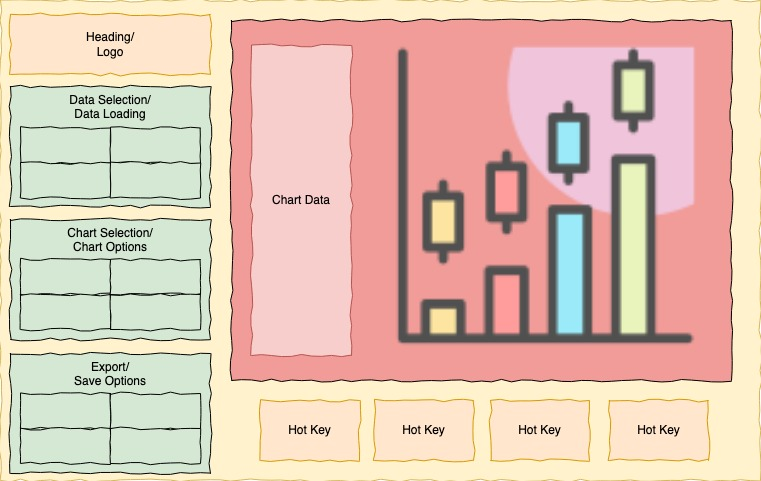 Heading/
Logo
Data Selection/
Data Loading
Chart Selection/
Chart Options
Export/
Save Options
Chart Data
Hot Key
Hot Key
Hot Key
Hot Key